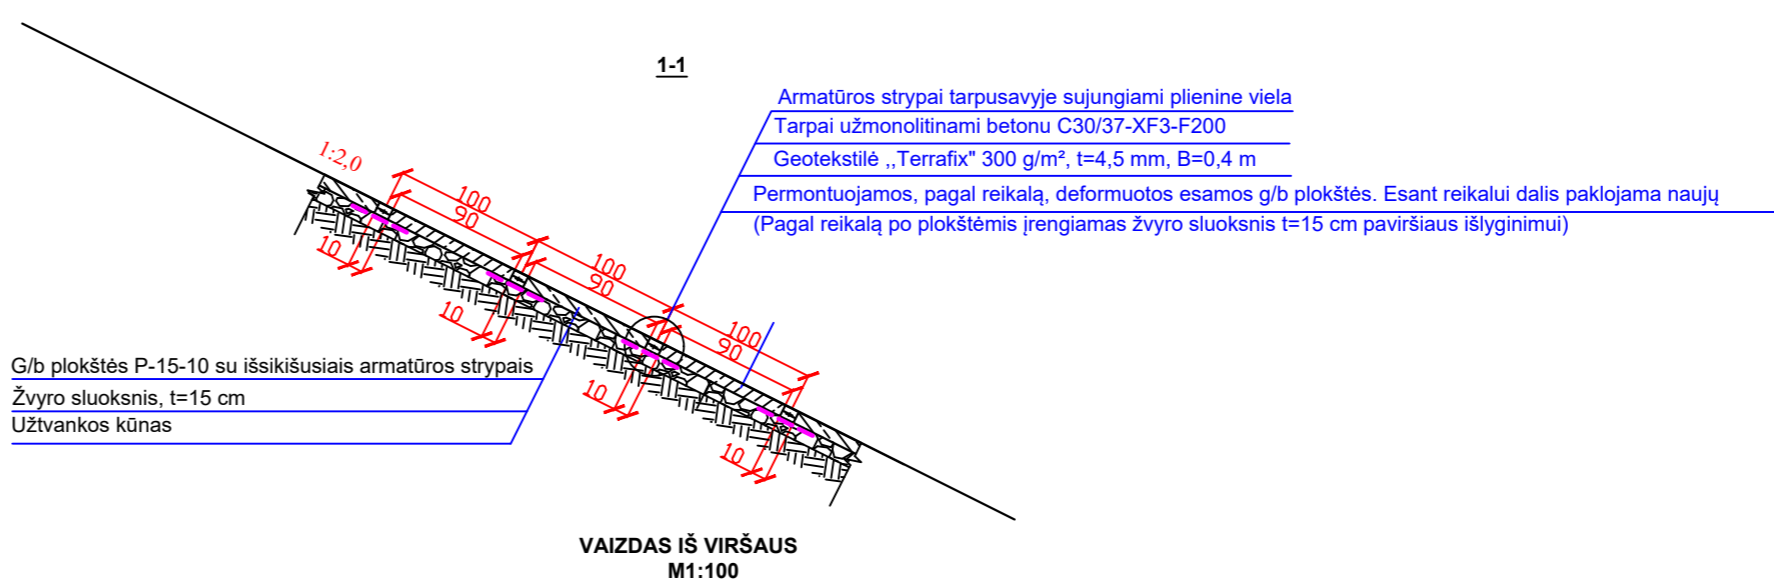 1-1
Armatūros strypai tarpusavyje sujungiami plienine viela
Tarpai užmonolitinami betonu C30/37-XF3-F200
Geotekstilė ,,Terrafix" 300 g/m², t=4,5 mm, B=0,4 m
Permontuojamos, pagal reikalą, deformuotos esamos g/b plokštės. Esant reikalui dalis paklojama naujų
(Pagal reikalą po plokštėmis įrengiamas žvyro sluoksnis t=15 cm paviršiaus išlyginimui)
1:2,0
100
90
10
100
90
10
100
90
10
10
G/b plokštės P-15-10 su išsikišusiais armatūros strypais
Žvyro sluoksnis, t=15 cm
Užtvankos kūnas
VAIZDAS IŠ VIRŠAUS
M1:100